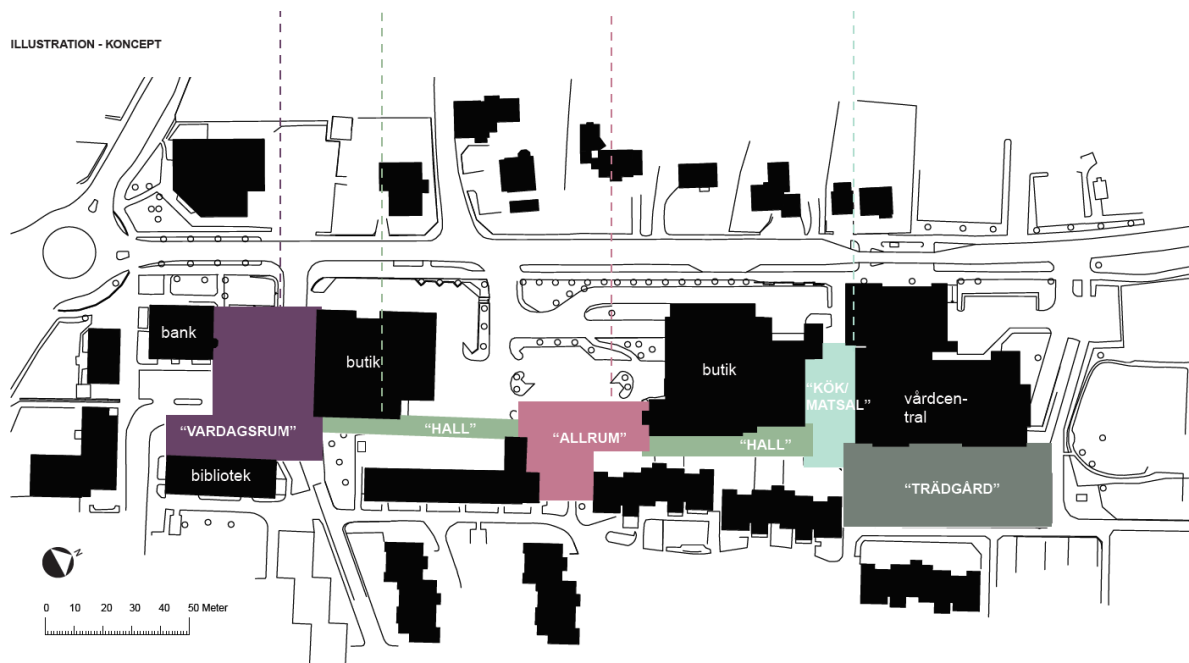 ILLUSTRATION - KONCEPT
bank
butik
butik
"KÖK/
MATSAL"
vårdcen-
tral
"VARDAGSRUM"
"HALL"
"ALLRUM"
"HALL"
bibliotek
"TRÄDGÅRD"
N
0 10 20 30 40 50 Meter